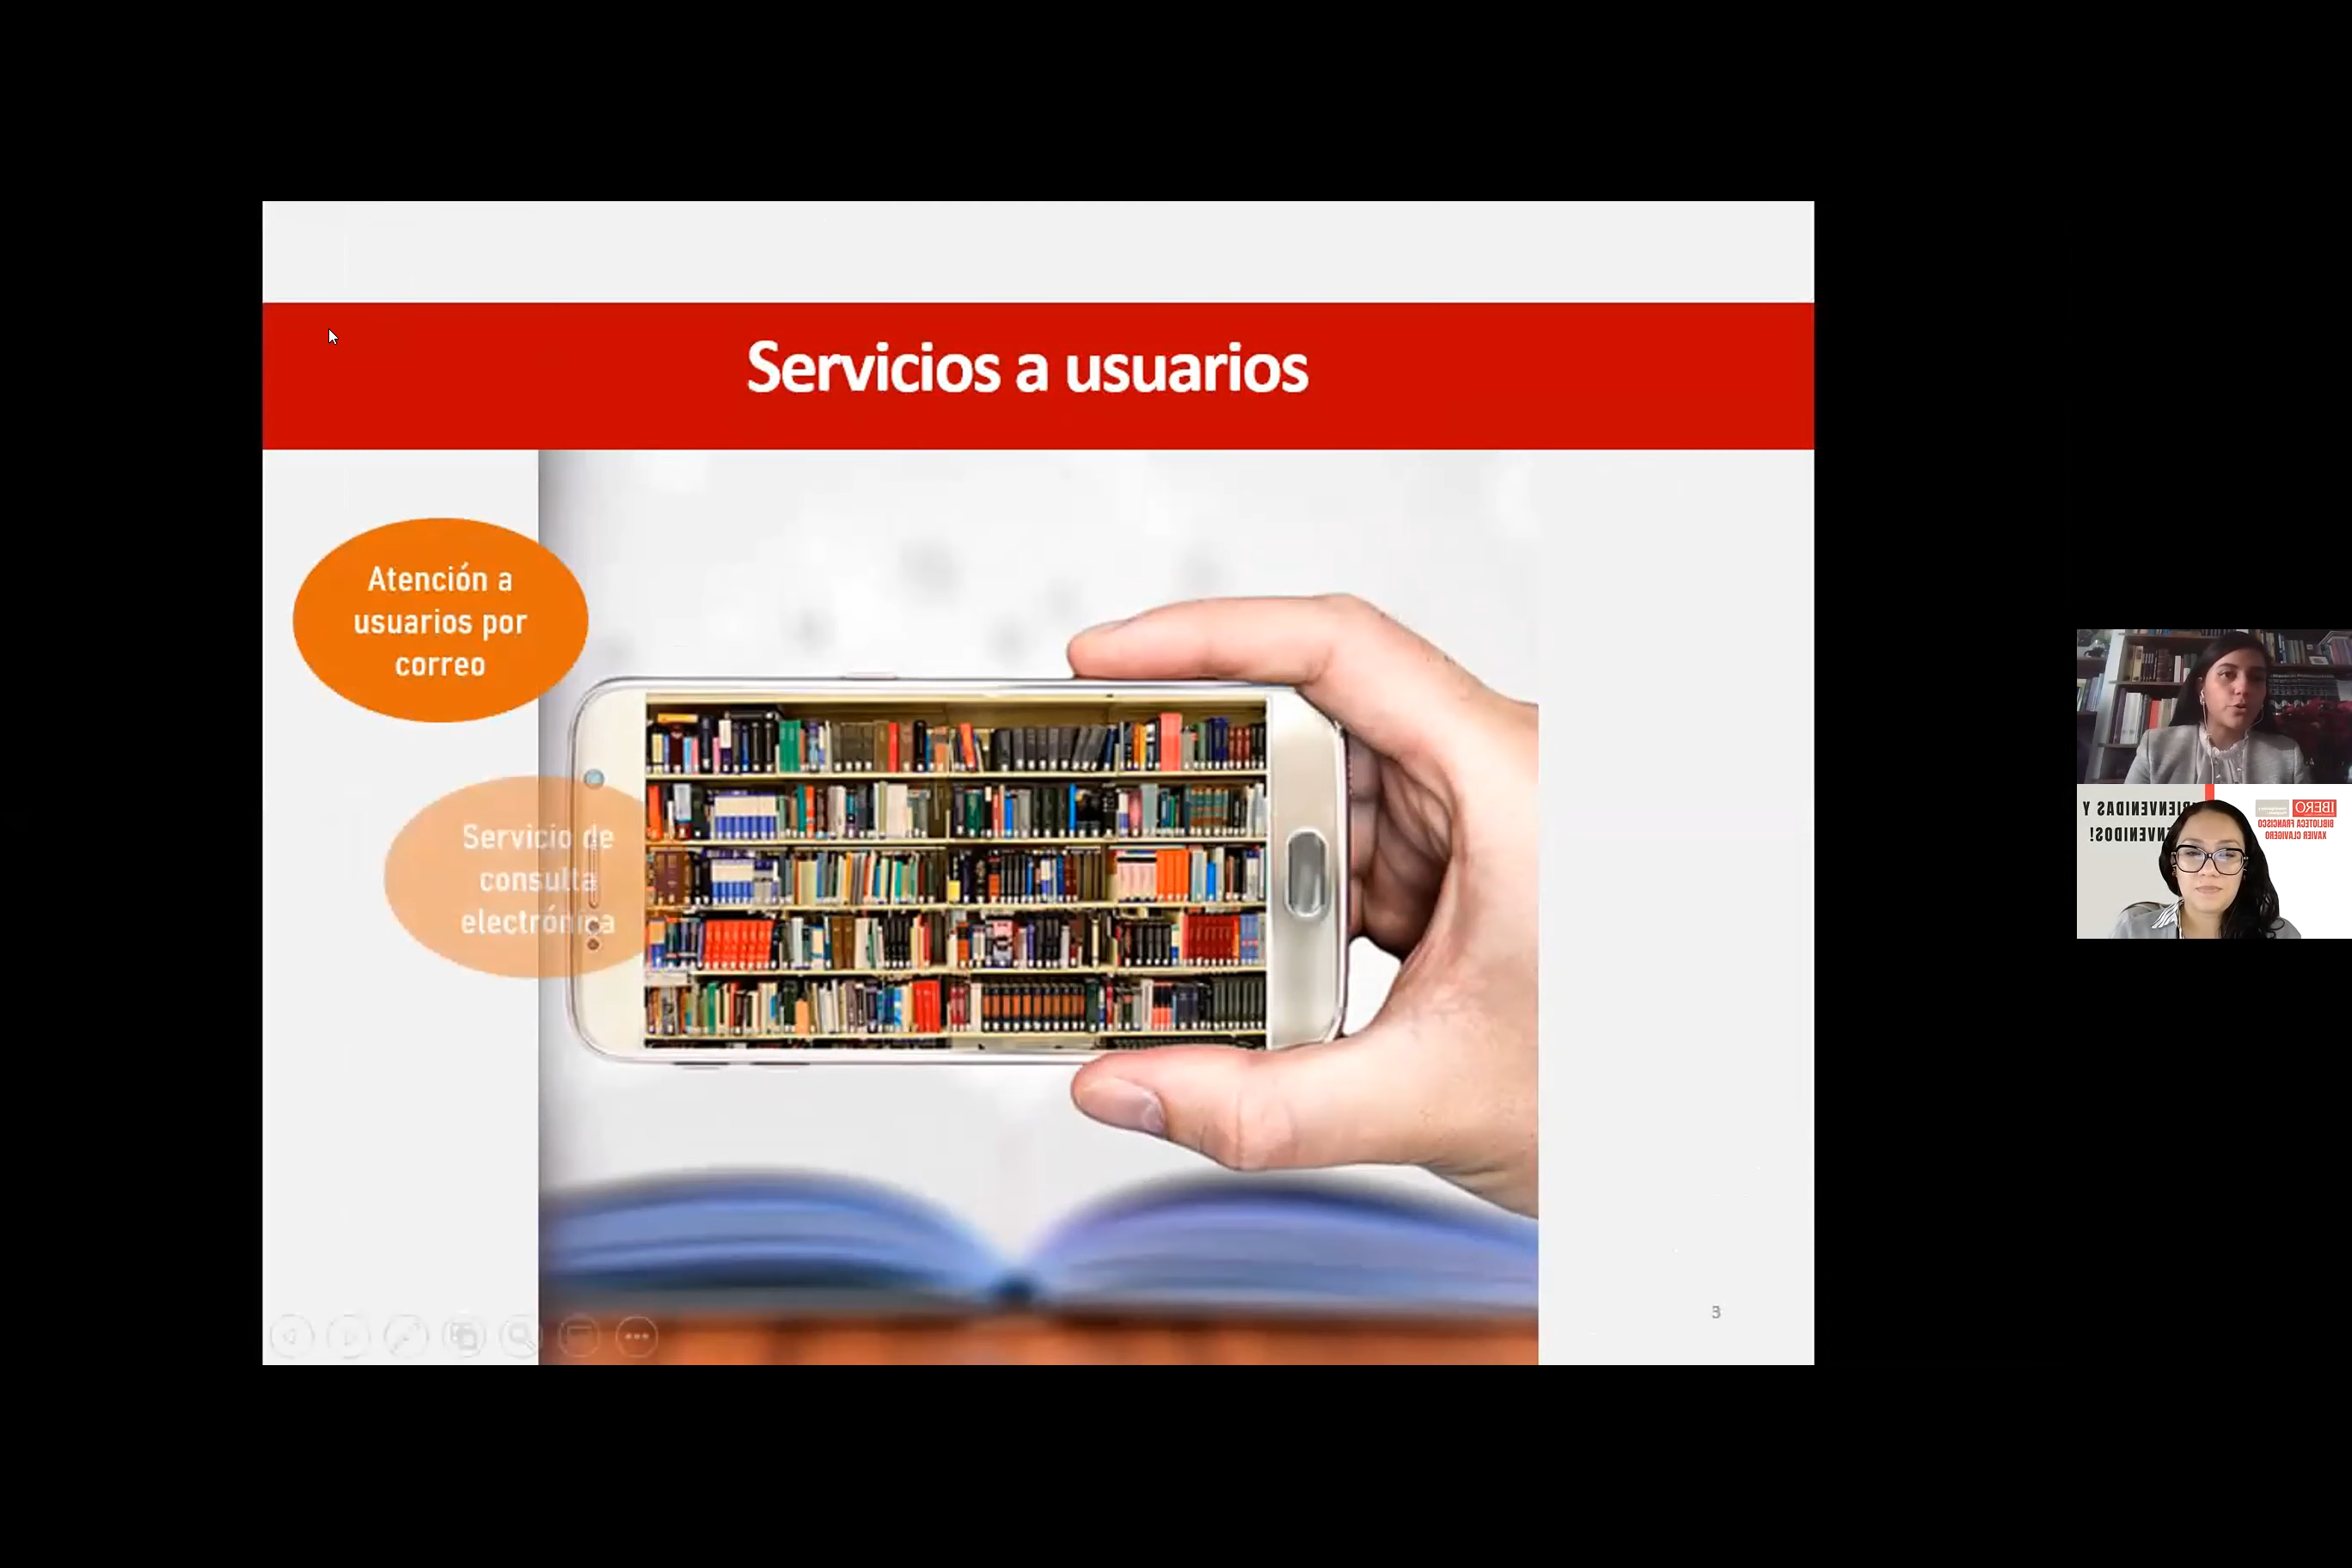 Servicios a usuarios
Atención a
usuarios por
correo
Servicio de
consulta
electrónica
3
BIENVENIDAS Y
BIENVENIDOS!
IBERO
BIBLIOTECA FRANCISCO
XAVIER CLAVIGERO